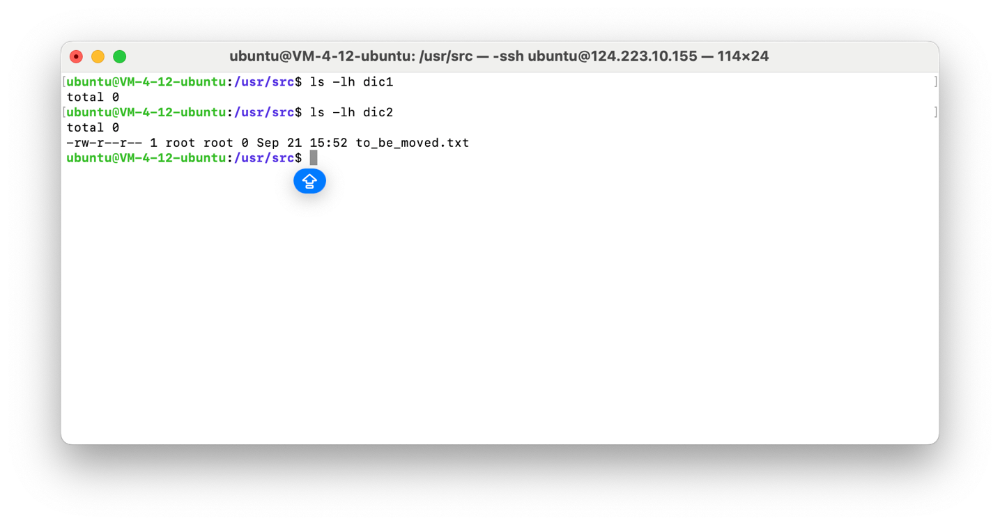 ubuntu@VM-4-12-ubuntu: /usr/src — -ssh ubuntu@124.223.10.155 — 114×24
[ubuntu@VM-4-12-ubuntu:/usr/src$ ls -lh dic1 ]
total 0
[ubuntu@VM-4-12-ubuntu:/usr/src$ ls -lh dic2 ]
total 0
-rw-r--r-- 1 root root 0 Sep 21 15:52 to_be_moved.txt
ubuntu@VM-4-12-ubuntu:/usr/src$